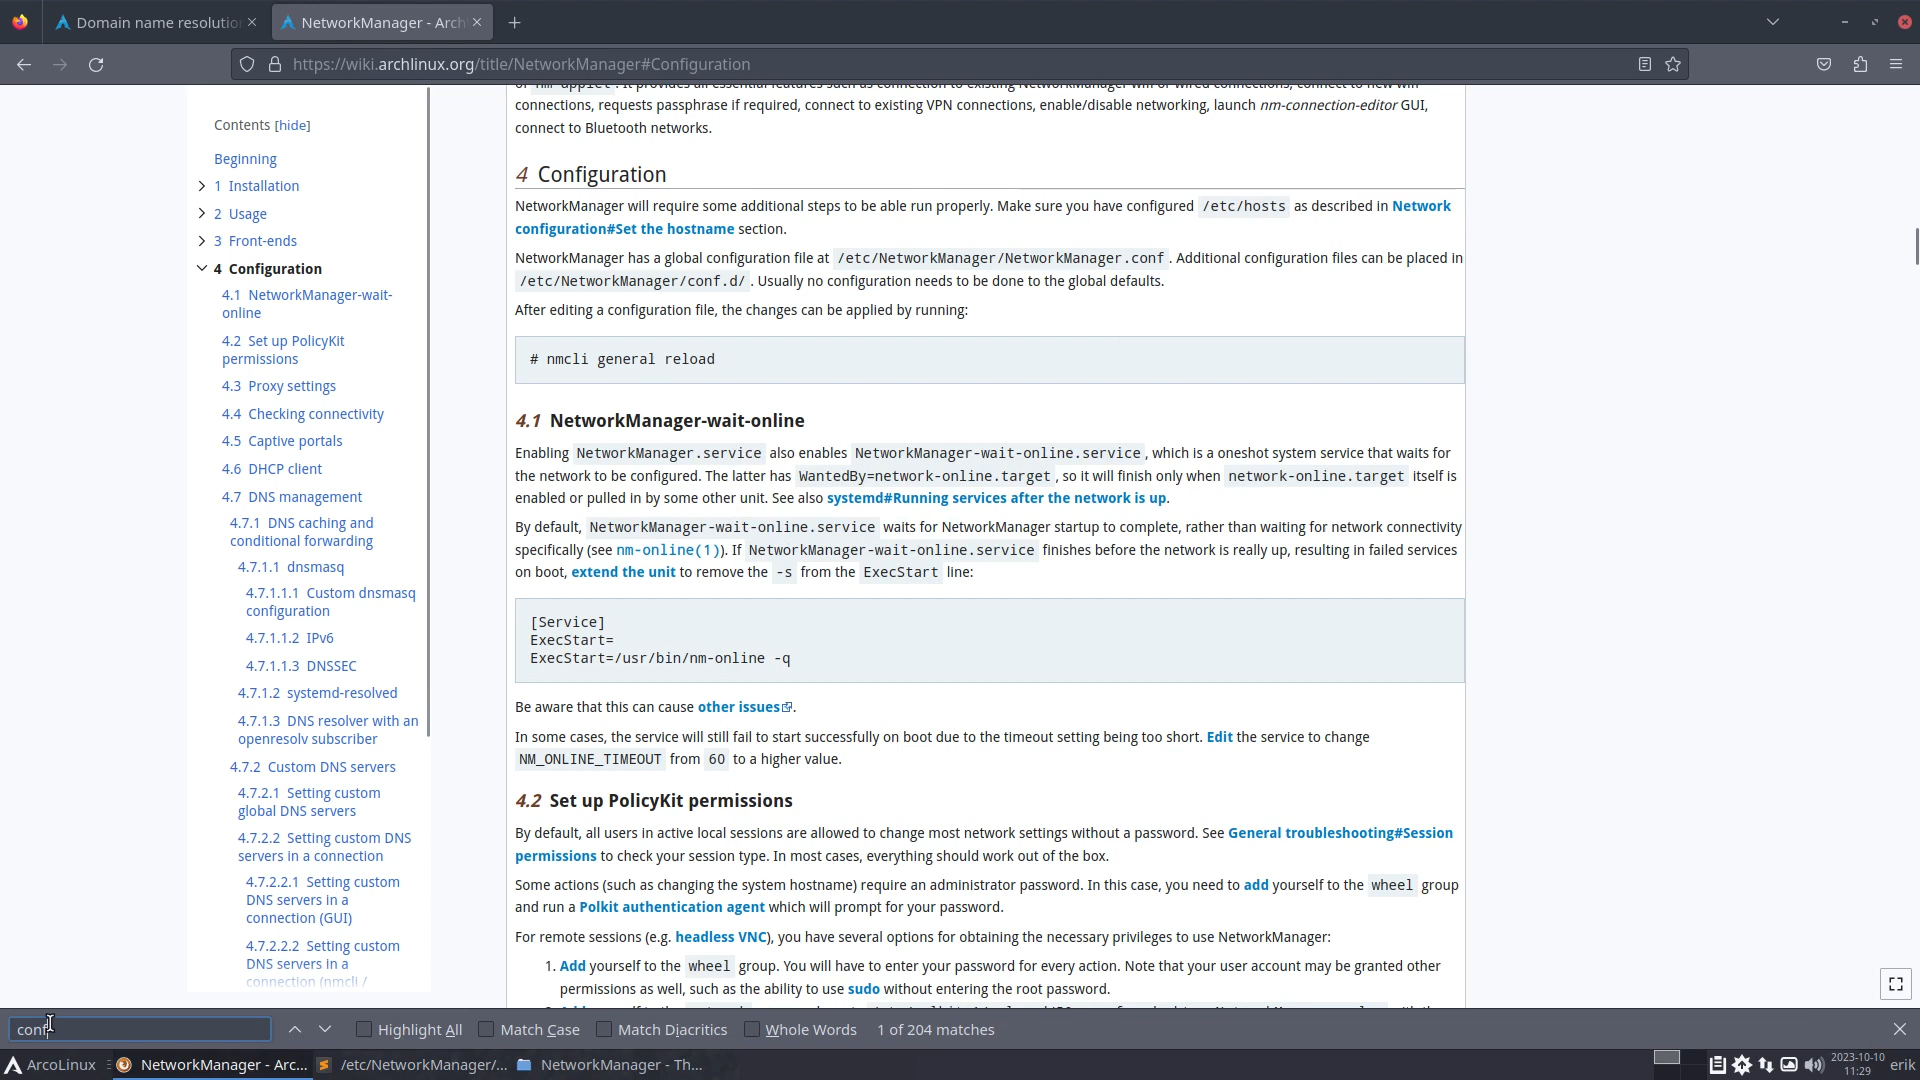 Domain name resolutio
NetworkManager - Arch
https://wiki.archlinux.org/title/NetworkManager#Configuration
Contents [hide]
Beginning
1 Installation
2 Usage
3 Front-ends
4 Configuration
4.1 NetworkManager-wait-
online
4.2 Set up PolicyKit
permissions
4.3 Proxy settings
4.4 Checking connectivity
4.5 Captive portals
4.6 DHCP client
4.7 DNS management
4.7.1 DNS caching and
conditional forwarding
4.7.1.1 dnsmasq
4.7.1.1.1 Custom dnsmasq
configuration
4.7.1.1.2 IPv6
4.7.1.1.3 DNSSEC
4.7.1.2 systemd-resolved
4.7.1.3 DNS resolver with an
openresolv subscriber
4.7.2 Custom DNS servers
4.7.2.1 Setting custom
global DNS servers
4.7.2.2 Setting custom DNS
servers in a connection
4.7.2.2.1 Setting custom
DNS servers in a
connection (GUI)
4.7.2.2.2 Setting custom
DNS servers in a
connection (nmcli /
connections, requests passphrase if required, connect to existing VPN connections, enable/disable networking, launch nm-connection-editor GUI,
connect to Bluetooth networks.
4 Configuration
NetworkManager will require some additional steps to be able run properly. Make sure you have configured /etc/hosts as described in Network
configuration#Set the hostname section.
NetworkManager has a global configuration file at /etc/NetworkManager/NetworkManager.conf. Additional configuration files can be placed in
/etc/NetworkManager/conf.d/. Usually no configuration needs to be done to the global defaults.
After editing a configuration file, the changes can be applied by running:
# nmcli general reload
4.1 NetworkManager-wait-online
Enabling NetworkManager.service also enables NetworkManager-wait-online.service, which is a oneshot system service that waits for
the network to be configured. The latter has WantedBy=network-online.target, so it will finish only when network-online.target itself is
enabled or pulled in by some other unit. See also systemd#Running services after the network is up.
By default, NetworkManager-wait-online.service waits for NetworkManager startup to complete, rather than waiting for network connectivity
specifically (see nm-online(1)). If NetworkManager-wait-online.service finishes before the network is really up, resulting in failed services
on boot, extend the unit to remove the -s from the ExecStart line:
[Service]
ExecStart=
ExecStart=/usr/bin/nm-online -q
Be aware that this can cause other issues.
In some cases, the service will still fail to start successfully on boot due to the timeout setting being too short. Edit the service to change
NM_ONLINE_TIMEOUT from 60 to a higher value.
4.2 Set up PolicyKit permissions
By default, all users in active local sessions are allowed to change most network settings without a password. See General troubleshooting#Session
permissions to check your session type. In most cases, everything should work out of the box.
Some actions (such as changing the system hostname) require an administrator password. In this case, you need to add yourself to the wheel group
and run a Polkit authentication agent which will prompt for your password.
For remote sessions (e.g. headless VNC), you have several options for obtaining the necessary privileges to use NetworkManager:
1. Add yourself to the wheel group. You will have to enter your password for every action. Note that your user account may be granted other
permissions as well, such as the ability to use sudo without entering the root password.
conf
Highlight All
Match Case
Match Diacritics
Whole Words
1 of 204 matches
ArcoLinux
NetworkManager - Arc...
/etc/NetworkManager/...
NetworkManager - Th...
2023-10-10
11:29
erik